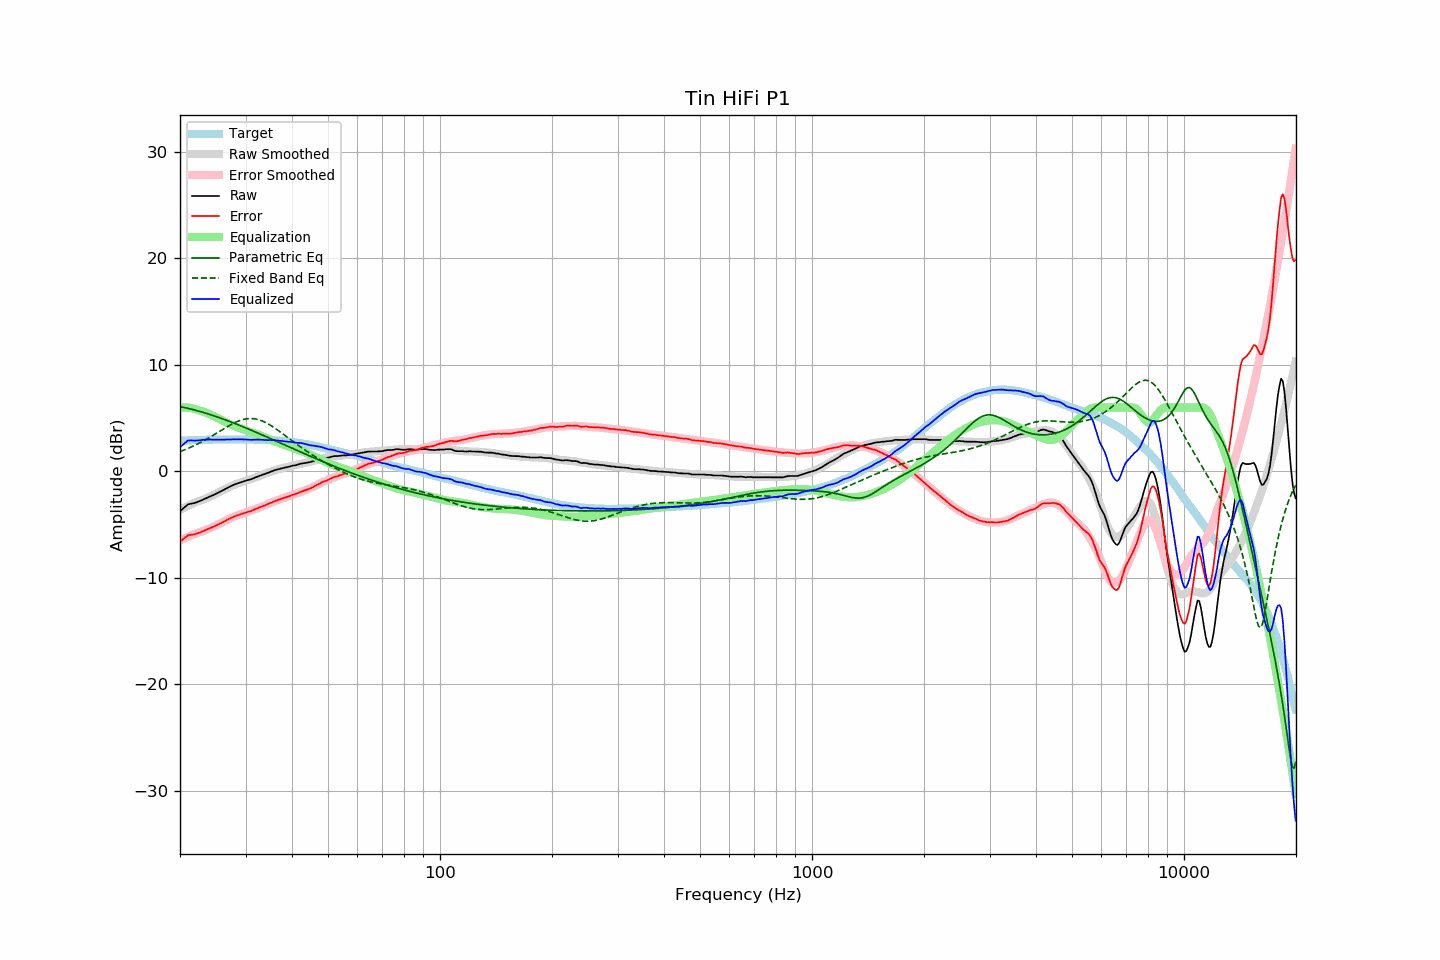 Tin HiFi P1
Target
Raw Smoothed
Error Smoothed
Raw
Error
Equalization
Parametric Eq
Fixed Band Eq
Equalized
Amplitude (dBr)
30
20
10
0
−10
−20
−30
100
1000
10000
Frequency (Hz)